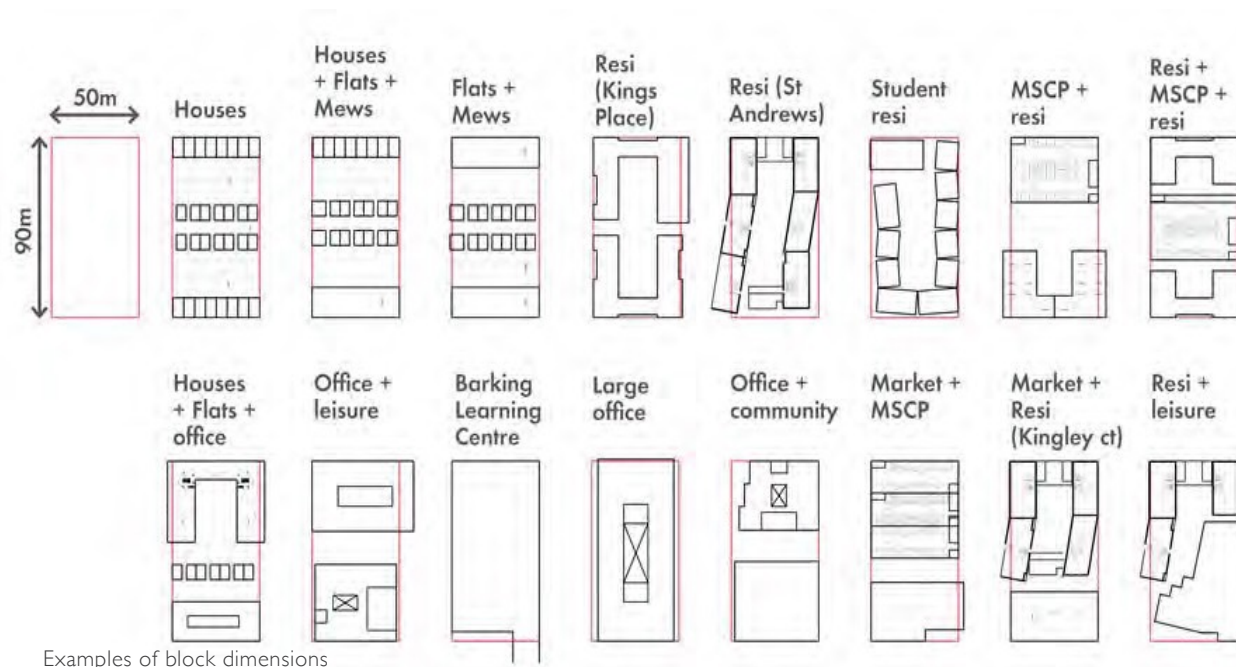 50m
90m
Houses
Houses
+ Flats +
Mews
Flats +
Mews
Resi
(Kings
Place)
Resi (St
Andrews)
Student
resi
MSCP +
resi
Resi +
MSCP +
resi
Houses
+ Flats +
office
Office +
leisure
Barking
Learning
Centre
Large
office
Office +
community
Market +
MSCP
Market +
Resi
(Kingley ct)
Resi +
leisure
Examples of block dimensions